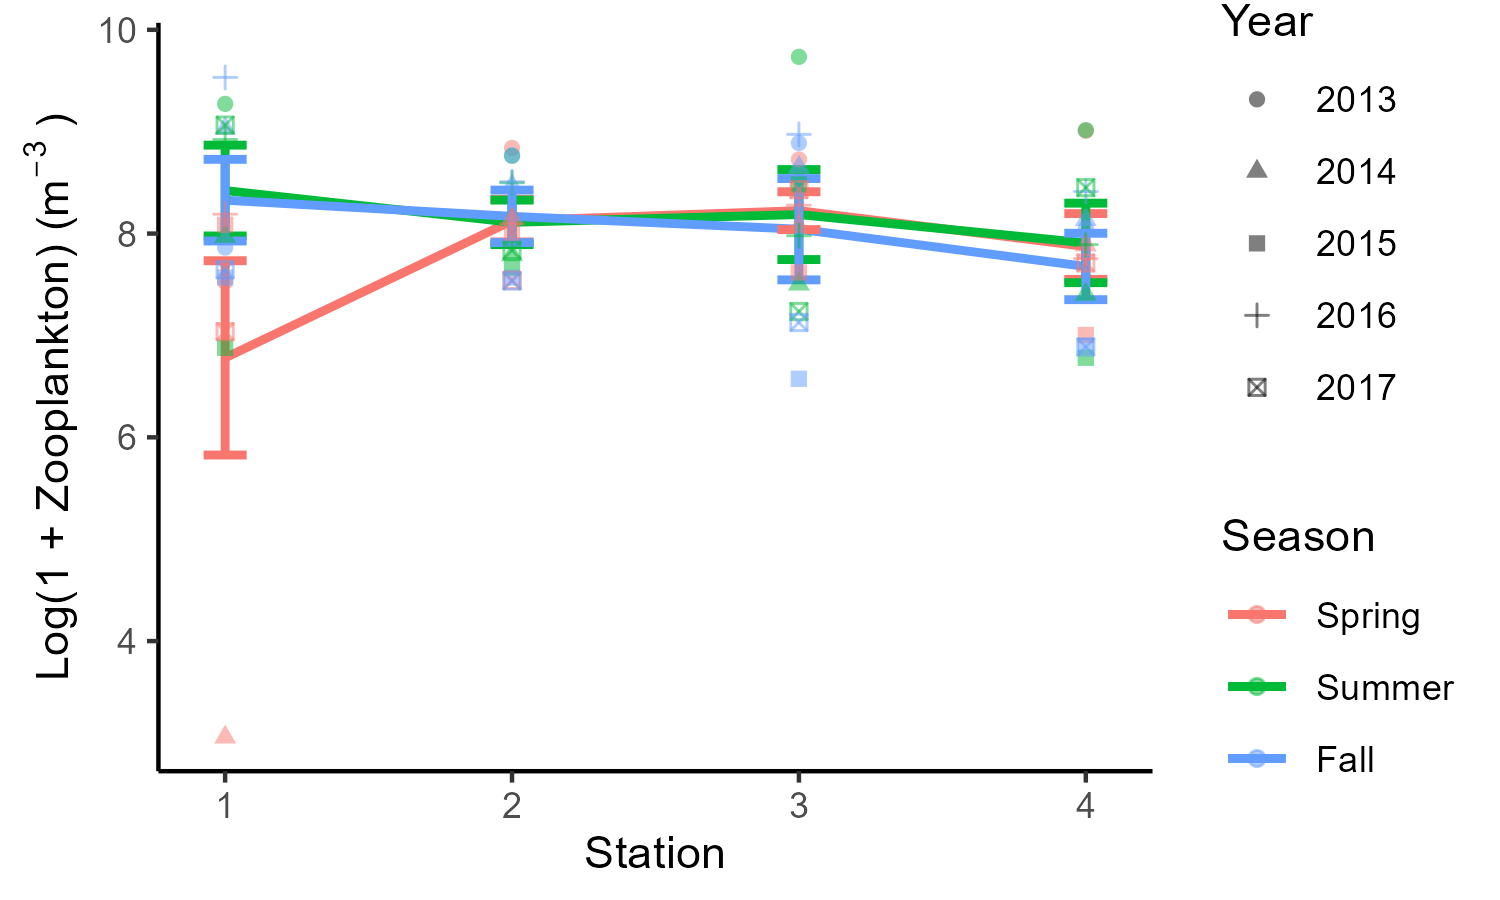 Log(1 + Zooplankton) (m⁻³ )
10
8
6
4
1 2 3 4
Station
Year
2013
2014
2015
2016
2017
Season
Spring
Summer
Fall